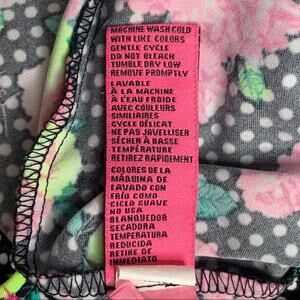 MACHINE WASH COLD
WITH LIKE COLORS
GENTLE CYCLE
DO NOT BLEACH
TUMBLE DRY LOW
REMOVE PROMPTLY
LAVABLE
À LA MACHINE
À L'EAU FROIDE
AVEC COULEURS
SIMILIAIRES
CYCLE DÉLICAT
NE PAS JAVELLISER
SÉCHER À BASSE
TEMPÉRATURE
RETIREZ RAPIDEMENT
COLORES DE LA
MÁQUINA DE
LAVADO CON
FRÍO COMO
CICLO SUAVE
NO USA
BLANQUEDOR
SECADORA
TEMPERATURA
REDUCIDA
RETIRE DE
INMEDIATO